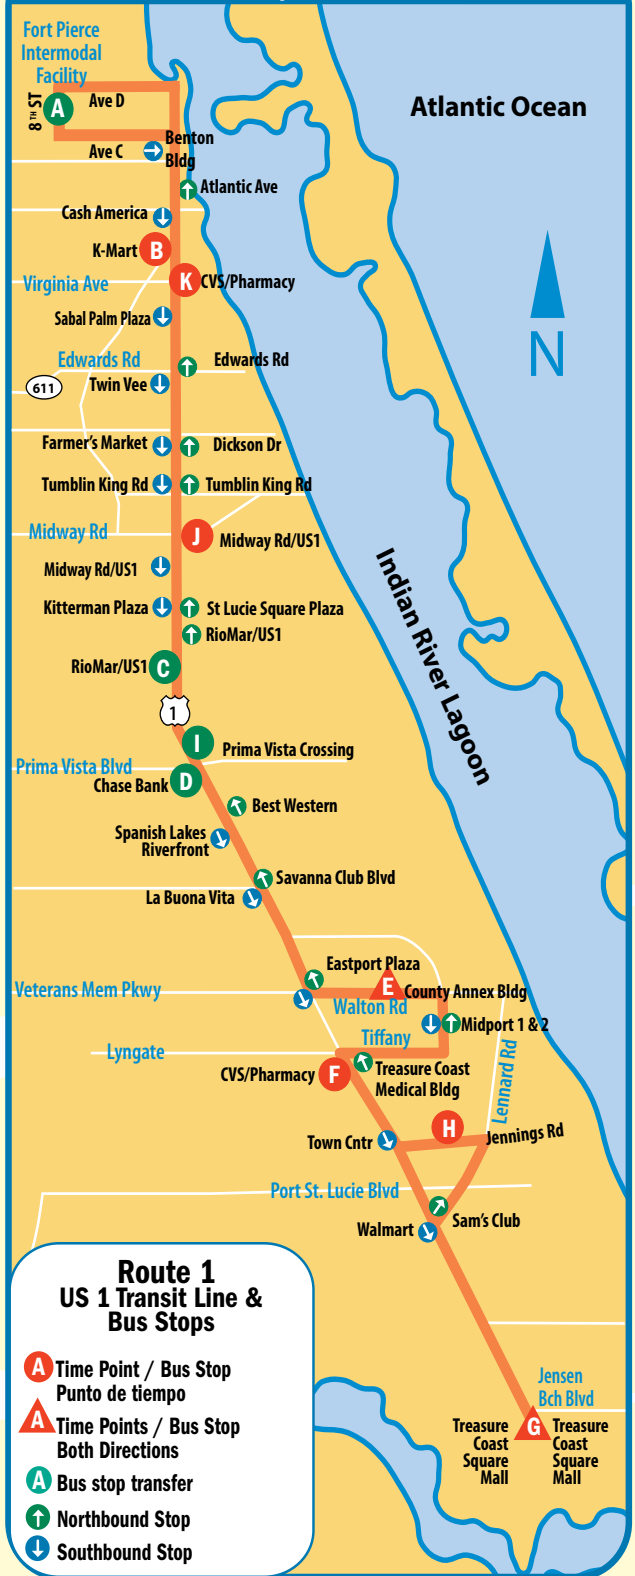 Fort Pierce
Intermodal
Facility
8TH ST
A
Ave D
Atlantic Ocean
Ave C
Benton
Bldg
Atlantic Ave
Cash America
K-Mart
B
Virginia Ave
K
CVS/Pharmacy
Sabal Palm Plaza
N
Edwards Rd
Edwards Rd
611
Twin Vee
Farmer's Market
Dickson Dr
Tumblin King Rd
Tumblin King Rd
Midway Rd
J
Midway Rd/US1
Midway Rd/US1
Indian River Lagoon
Kitterman Plaza
St Lucie Square Plaza
RioMar/US1
RioMar/US1
C
1
I
Prima Vista Crossing
Prima Vista Blvd
Chase Bank
D
Best Western
Spanish Lakes
Riverfront
Savanna Club Blvd
La Buona Vita
Eastport Plaza
Veterans Mem Pkwy
E
County Annex Bldg
Walton Rd
Midport 1 & 2
Tiffany
Lyngate
Lennard Rd
CVS/Pharmacy
F
Treasure Coast
Medical Bldg
H
Town Cntr
Jennings Rd
Port St. Lucie Blvd
Sam's Club
Walmart
Jensen
Bch Blvd
G
Treasure
Coast
Square
Mall
Treasure
Coast
Square
Mall
Route 1
US 1 Transit Line &
Bus Stops
A Time Point / Bus Stop
Punto de tiempo
A Time Points / Bus Stop
Both Directions
A Bus stop transfer
Northbound Stop
Southbound Stop